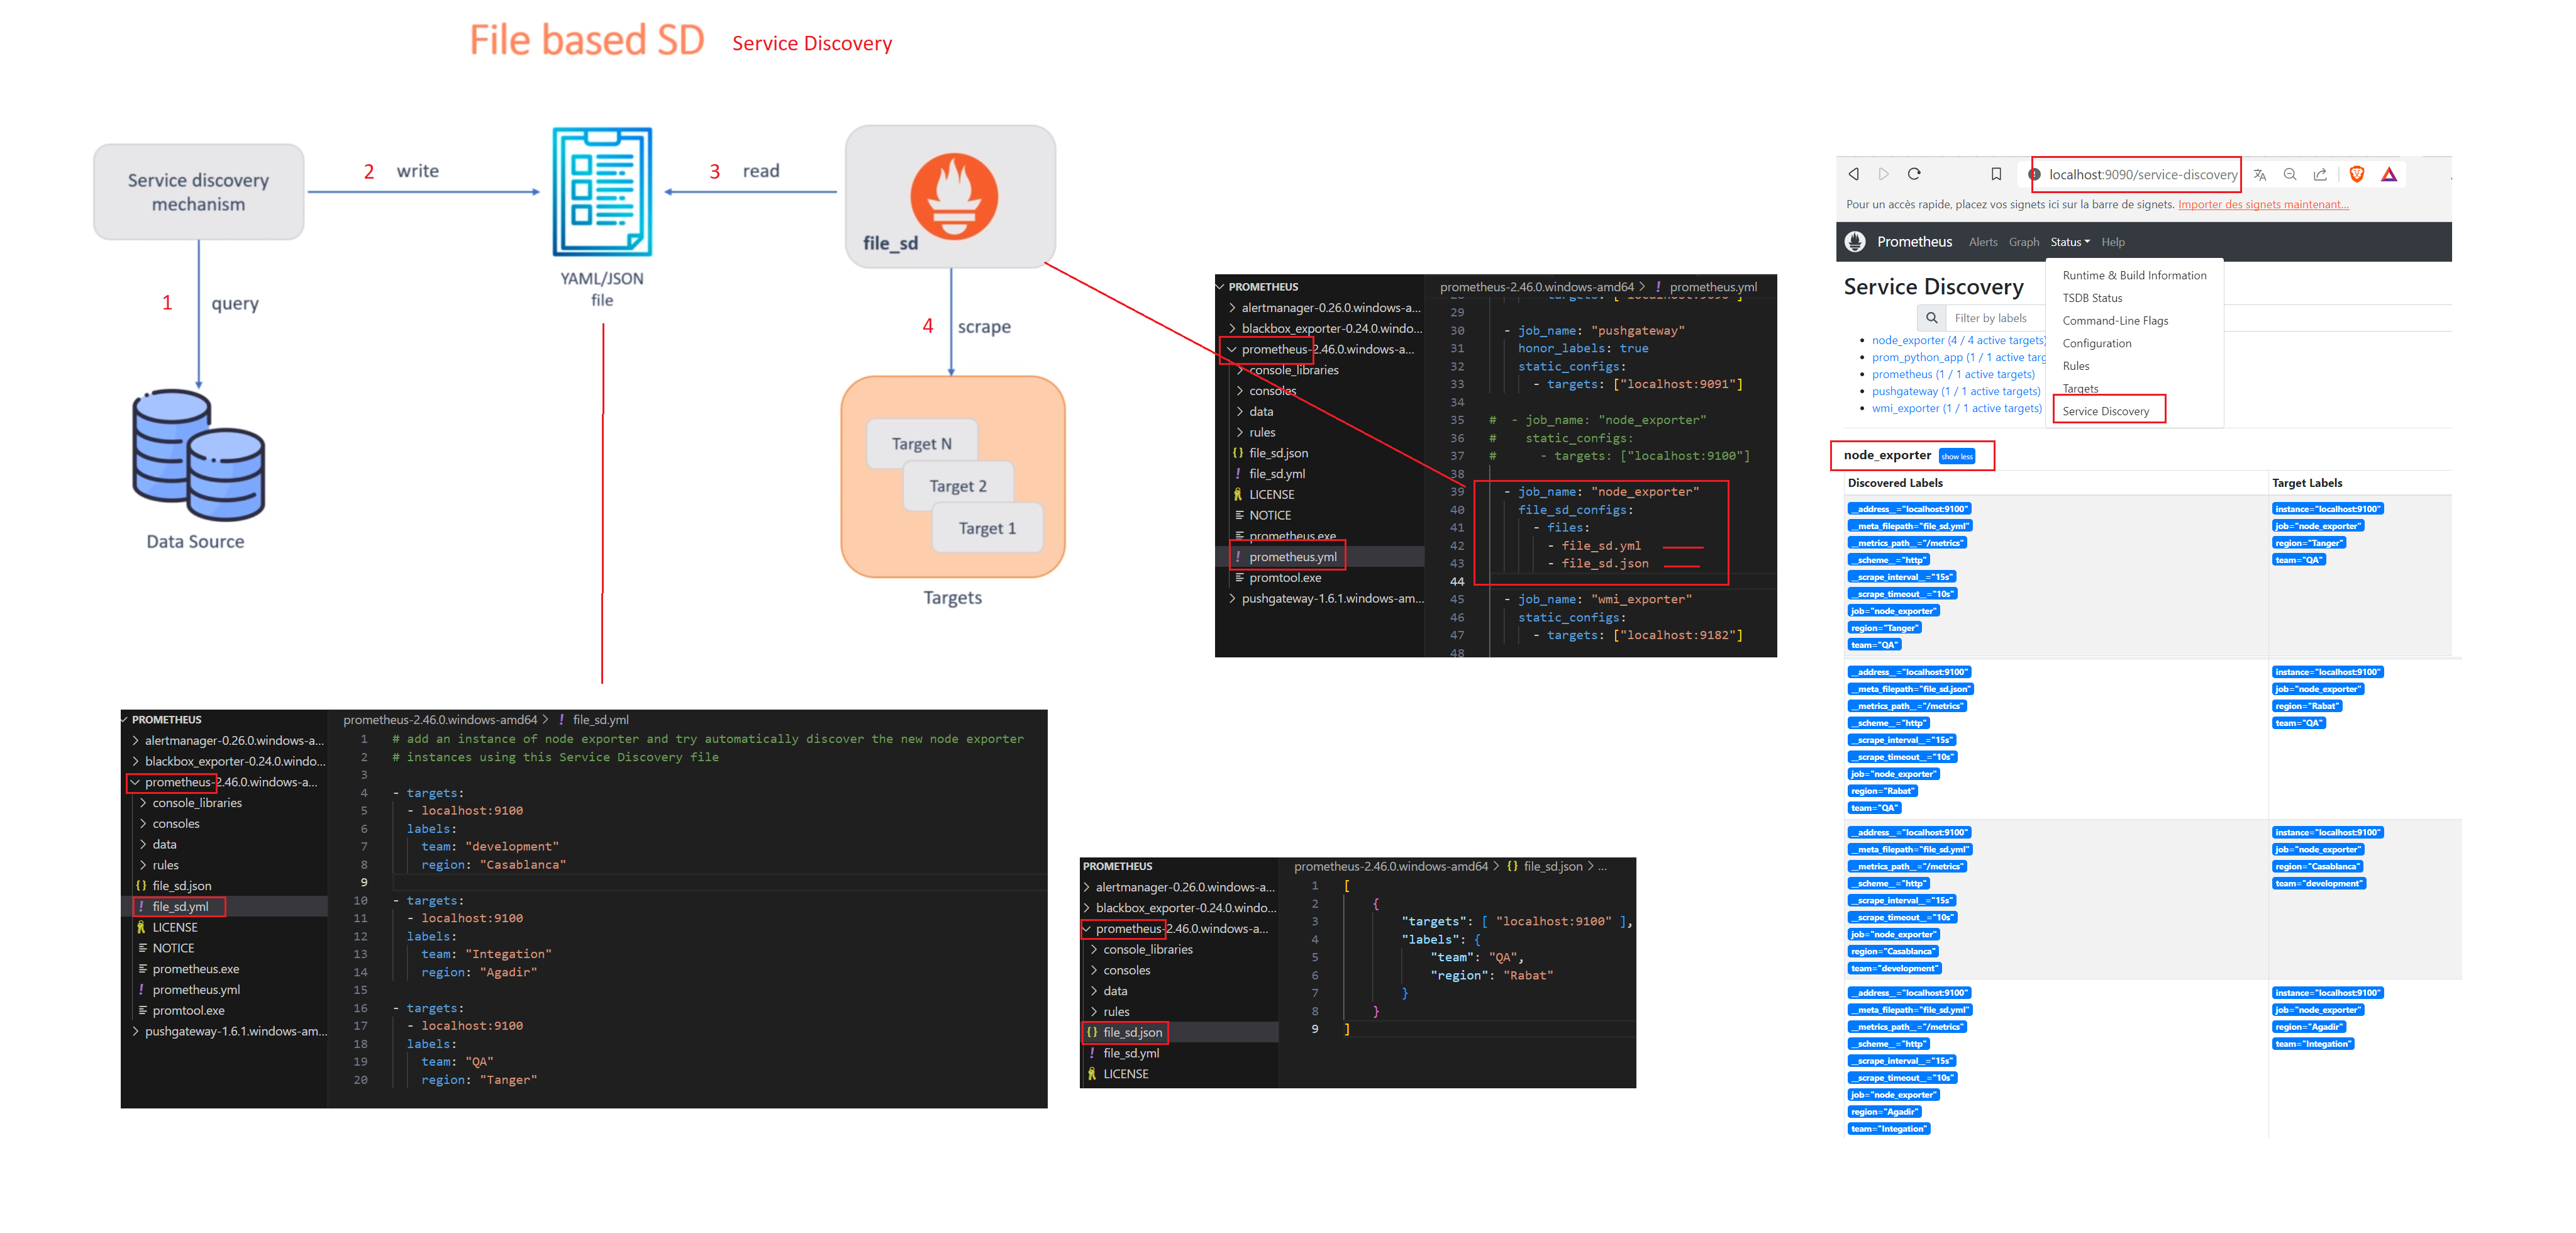 File based SD
Service Discovery
Service discovery
mechanism
2 write
YAML/JSON
file
3 read
file_sd
1 query
Data Source
4 scrape
Target N
Target 2
Target 1
Targets
PROMETHEUS
alertmanager-0.26.0.windows-a...
blackbox_exporter-0.24.0.windo...
prometheus-2.46.0.windows-a...
console_libraries
consoles
data
rules
file_sd.json
file_sd.yml
LICENSE
NOTICE
prometheus.exe
prometheus.yml
promtool.exe
pushgateway-1.6.1.windows-am...
prometheus-2.46.0.windows-amd64 > ! prometheus.yml
29
30 - job_name: "pushgateway"
31 honor_labels: true
32 static_configs:
33 - targets: ["localhost:9091"]
34
35 # - job_name: "node_exporter"
36 # static_configs:
37 # - targets: ["localhost:9100"]
38
39 - job_name: "node_exporter"
40 file_sd_configs:
41 - files:
42 - file_sd.yml
43 - file_sd.json
44
45 - job_name: "wmi_exporter"
46 static_configs:
47 - targets: ["localhost:9182"]
48
PROMETHEUS
alertmanager-0.26.0.windows-a...
blackbox_exporter-0.24.0.windo...
prometheus-2.46.0.windows-a...
console_libraries
consoles
data
rules
file_sd.json
file_sd.yml
LICENSE
NOTICE
prometheus.exe
prometheus.yml
promtool.exe
pushgateway-1.6.1.windows-am...
prometheus-2.46.0.windows-amd64 > ! file_sd.yml
1 # add an instance of node exporter and try automatically discover the new node exporter
2 # instances using this Service Discovery file
3
4 - targets:
5 - localhost:9100
6 labels:
7 team: "development"
8 region: "Casablanca"
9
10 - targets:
11 - localhost:9100
12 labels:
13 team: "Integation"
14 region: "Agadir"
15
16 - targets:
17 - localhost:9100
18 labels:
19 team: "QA"
20 region: "Tanger"
PROMETHEUS
alertmanager-0.26.0.windows-a...
blackbox_exporter-0.24.0.windo...
prometheus-2.46.0.windows-a...
console_libraries
consoles
data
rules
file_sd.json
file_sd.yml
LICENSE
prometheus-2.46.0.windows-amd64 > {} file_sd.json > ...
1 [
2 {
3 "targets": [ "localhost:9100" ],
4 "labels": {
5 "team": "QA",
6 "region": "Rabat"
7 }
8 }
9 ]
localhost:9090/service-discovery
Pour un accès rapide, placez vos signets ici sur la barre de signets. Importer des signets maintenant...
Prometheus Alerts Graph Status Help
Runtime & Build Information
TSDB Status
Command-Line Flags
Configuration
Rules
Targets
Service Discovery
Service Discovery
Filter by labels
node_exporter (4 / 4 active targets)
prom_python_app (1 / 1 active targ
prometheus (1 / 1 active targets)
pushgateway (1 / 1 active targets)
wmi_exporter (1 / 1 active targets)
node_exporter show less
Discovered Labels Target Labels
__address__="localhost:9100" instance="localhost:9100"
__meta_filepath="file_sd.yml" job="node_exporter"
__metrics_path__="/metrics" region="Tanger"
__scheme__="http" team="QA"
__scrape_interval__="15s"
__scrape_timeout__="10s"
job="node_exporter"
region="Tanger"
team="QA"
__address__="localhost:9100" instance="localhost:9100"
__meta_filepath="file_sd.json" job="node_exporter"
__metrics_path__="/metrics" region="Rabat"
__scheme__="http" team="QA"
__scrape_interval__="15s"
__scrape_timeout__="10s"
job="node_exporter"
region="Rabat"
team="QA"
__address__="localhost:9100" instance="localhost:9100"
__meta_filepath="file_sd.yml" job="node_exporter"
__metrics_path__="/metrics" region="Casablanca"
__scheme__="http" team="development"
__scrape_interval__="15s"
__scrape_timeout__="10s"
job="node_exporter"
region="Casablanca"
team="development"
__address__="localhost:9100" instance="localhost:9100"
__meta_filepath="file_sd.yml" job="node_exporter"
__metrics_path__="/metrics" region="Agadir"
__scheme__="http" team="Integation"
__scrape_interval__="15s"
__scrape_timeout__="10s"
job="node_exporter"
region="Agadir"
team="Integation"